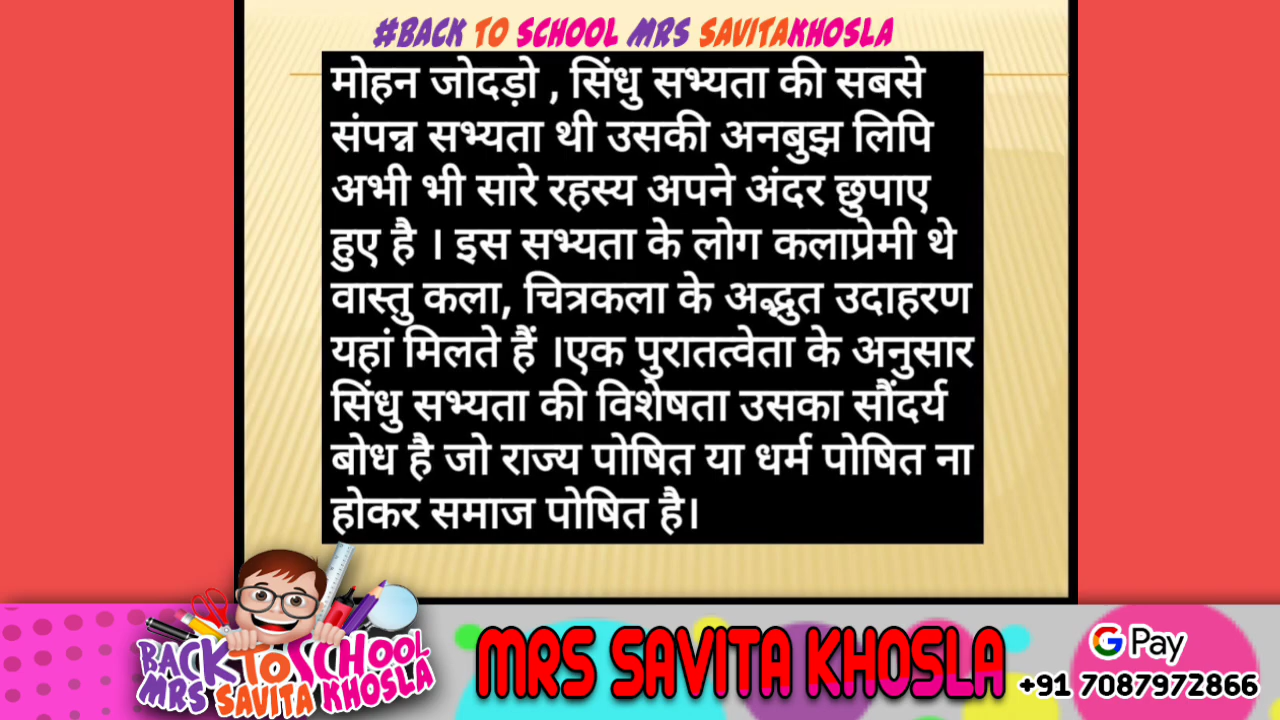 #BACK TO SCHOOL MRS SAVITAKHOSLA
मोहन जोदड़ो , सिंधु सभ्यता की सबसे
संपन्न सभ्यता थी उसकी अनबुझ लिपि
अभी भी सारे रहस्य अपने अंदर छुपाए
हुए है । इस सभ्यता के लोग कलाप्रेमी थे
वास्तु कला, चित्रकला के अद्भुत उदाहरण
यहां मिलते हैं ।एक पुरातत्वेता के अनुसार
सिंधु सभ्यता की विशेषता उसका सौंदर्य
बोध है जो राज्य पोषित या धर्म पोषित ना
होकर समाज पोषित है।
BACK TO SCHOOL
MRS SAVITA KHOSLA
MRS SAVITA KHOSLA
G Pay
+91 7087972866